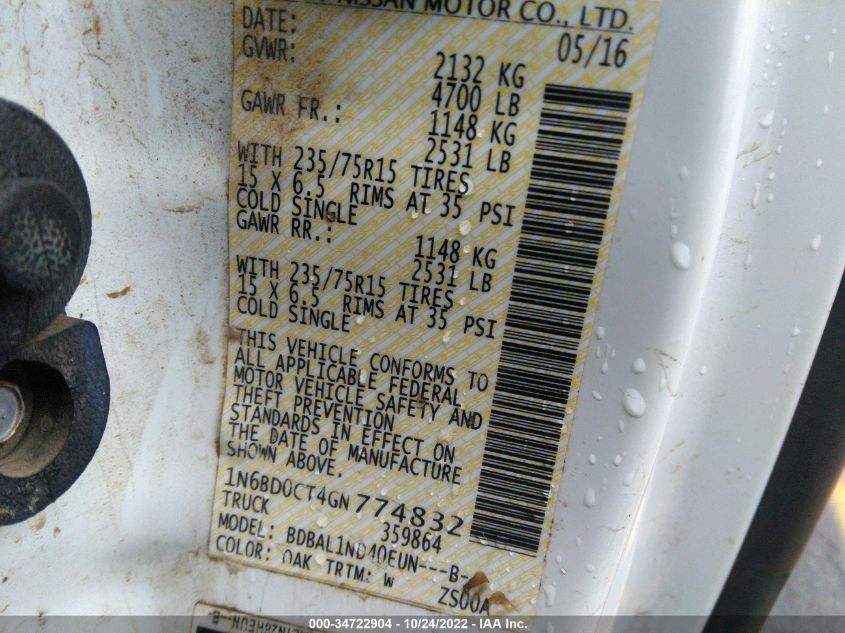 NISSAN MOTOR CO., LTD.
DATE: 05/16
GVWR: 2132 KG
4700 LB
GAWR FR.: 1148 KG
2531 LB
WITH 235/75R15 TIRES
15 X 6.5 RIMS AT 35 PSI
COLD SINGLE
GAWR RR.: 1148 KG
2531 LB
WITH 235/75R15 TIRES
15 X 6.5 RIMS AT 35 PSI
COLD SINGLE
THIS VEHICLE CONFORMS TO
ALL APPLICABLE FEDERAL
MOTOR VEHICLE SAFETY AND
THEFT PREVENTION
STANDARDS IN EFFECT ON
THE DATE OF MANUFACTURE
SHOWN ABOVE.
1N6BD0CT4GN774832
TRUCK 359864
MODEL: BDBAL1ND40EUN---B-
COLOR: QAK TRTM: W ZS00A
000-34722904 - 10/24/2022 - IAA Inc.